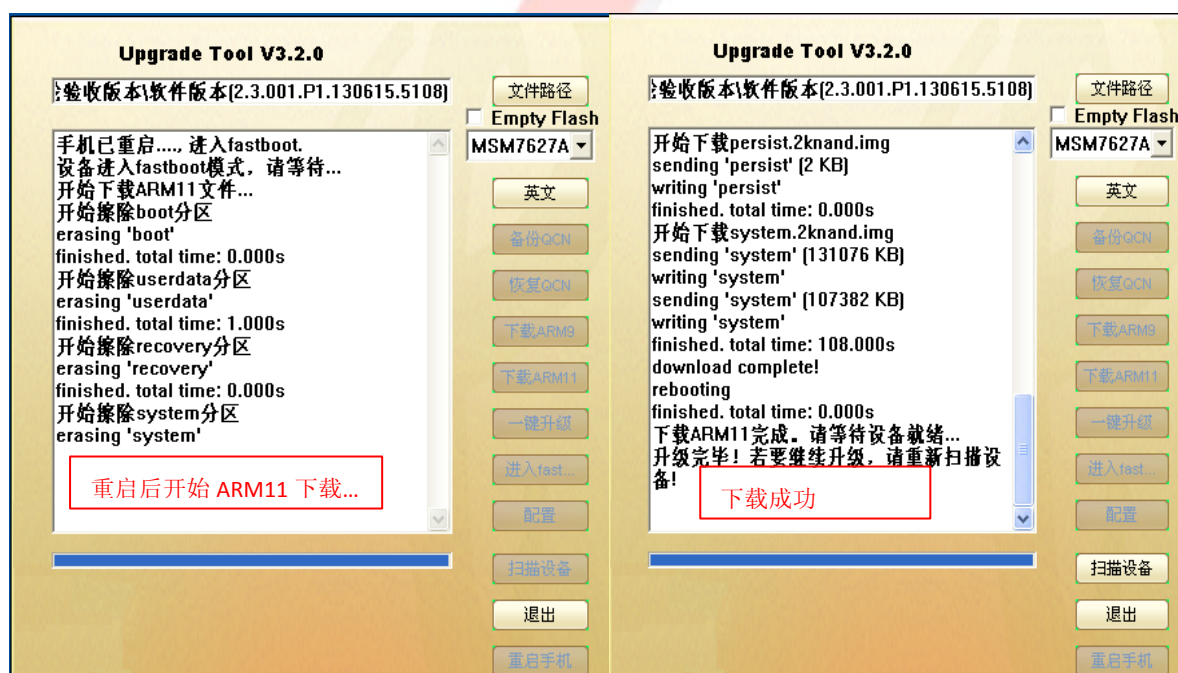 Upgrade Tool V3.2.0
验收版本\软件版本(2.3.001.P1.130615.5108)
文件路径
Empty Flash
MSM7627A
手机已重启...., 进入fastboot.
设备进入fastboot模式，请等待...
开始下载ARM11文件...
开始擦除boot分区
erasing 'boot'
finished. total time: 0.000s
开始擦除userdata分区
erasing 'userdata'
finished. total time: 1.000s
开始擦除recovery分区
erasing 'recovery'
finished. total time: 0.000s
开始擦除system分区
erasing 'system'
重启后开始 ARM11 下载...
英文
备份QCN
恢复QCN
下载ARM9
下载ARM11
一键升级
进入fast...
配置
扫描设备
退出
重启手机
Upgrade Tool V3.2.0
验收版本\软件版本(2.3.001.P1.130615.5108)
文件路径
Empty Flash
MSM7627A
开始下载persist.2knand.img
sending 'persist' (2 KB)
writing 'persist'
finished. total time: 0.000s
开始下载system.2knand.img
sending 'system' (131076 KB)
writing 'system'
sending 'system' (107382 KB)
writing 'system'
finished. total time: 108.000s
download complete!
rebooting
finished. total time: 0.000s
下载ARM11完成。请等待设备就绪...
升级完毕！若要继续升级，请重新扫描设
备!
下载成功
英文
备份QCN
恢复QCN
下载ARM9
下载ARM11
一键升级
进入fast...
配置
扫描设备
退出
重启手机